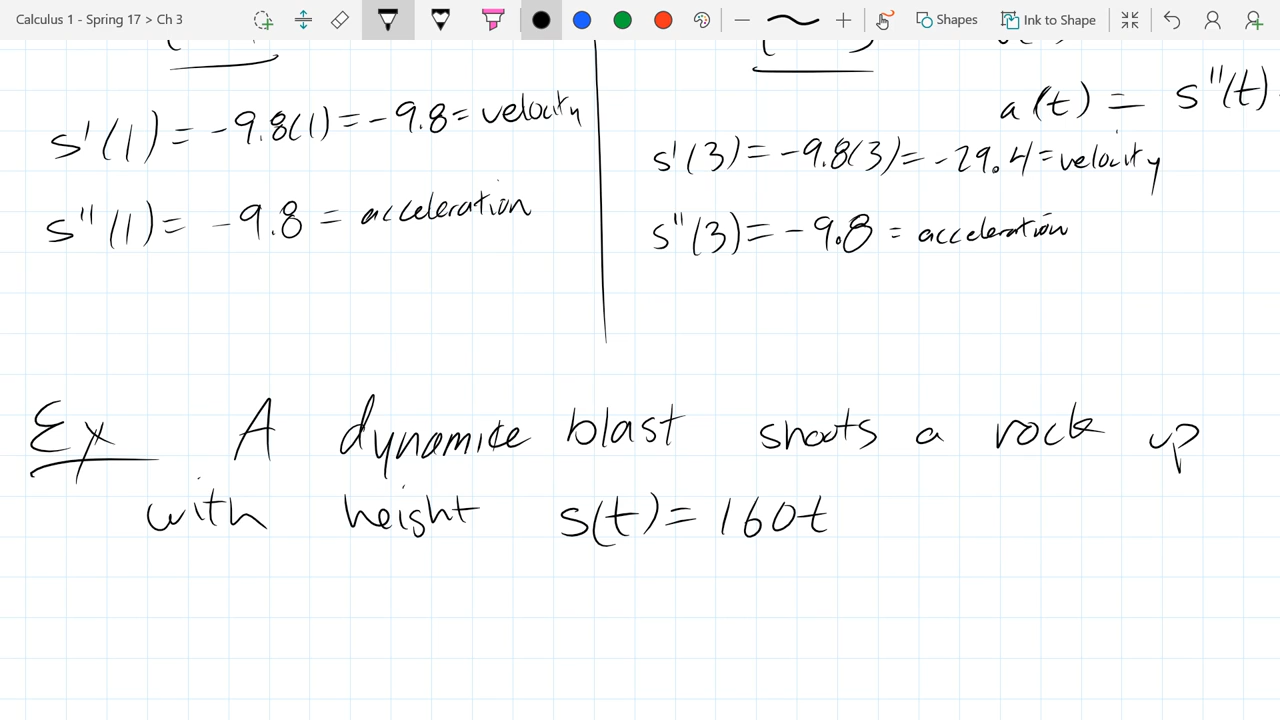 Calculus 1 - Spring 17 > Ch 3
Shapes
Ink to Shape
s'(1) = -9.8(1) = -9.8 = velocity
s''(1) = -9.8 = acceleration
a(t) = s''(t)
s'(3) = -9.8(3) = -29.4 = velocity
s''(3) = -9.8 = acceleration
Ex A dynamite blast shoots a rock up
with height s(t) = 160t